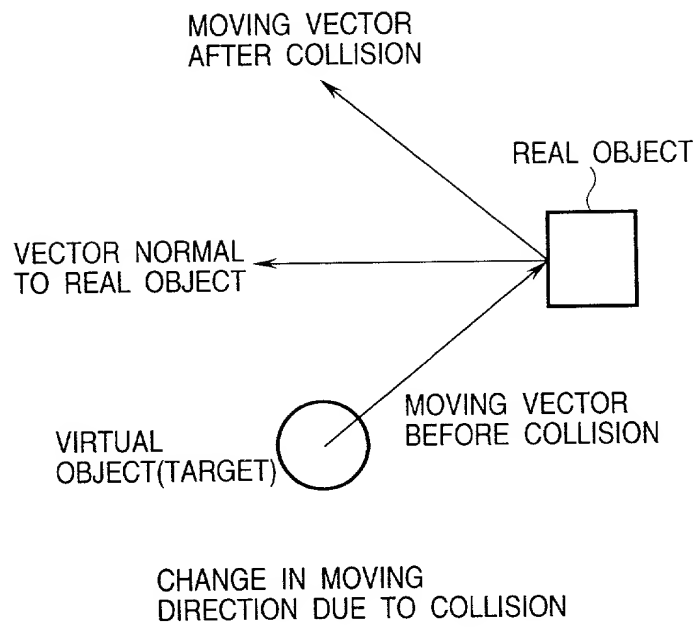 MOVING VECTOR
AFTER COLLISION
REAL OBJECT
VECTOR NORMAL
TO REAL OBJECT
MOVING VECTOR
BEFORE COLLISION
VIRTUAL
OBJECT(TARGET)
CHANGE IN MOVING
DIRECTION DUE TO COLLISION